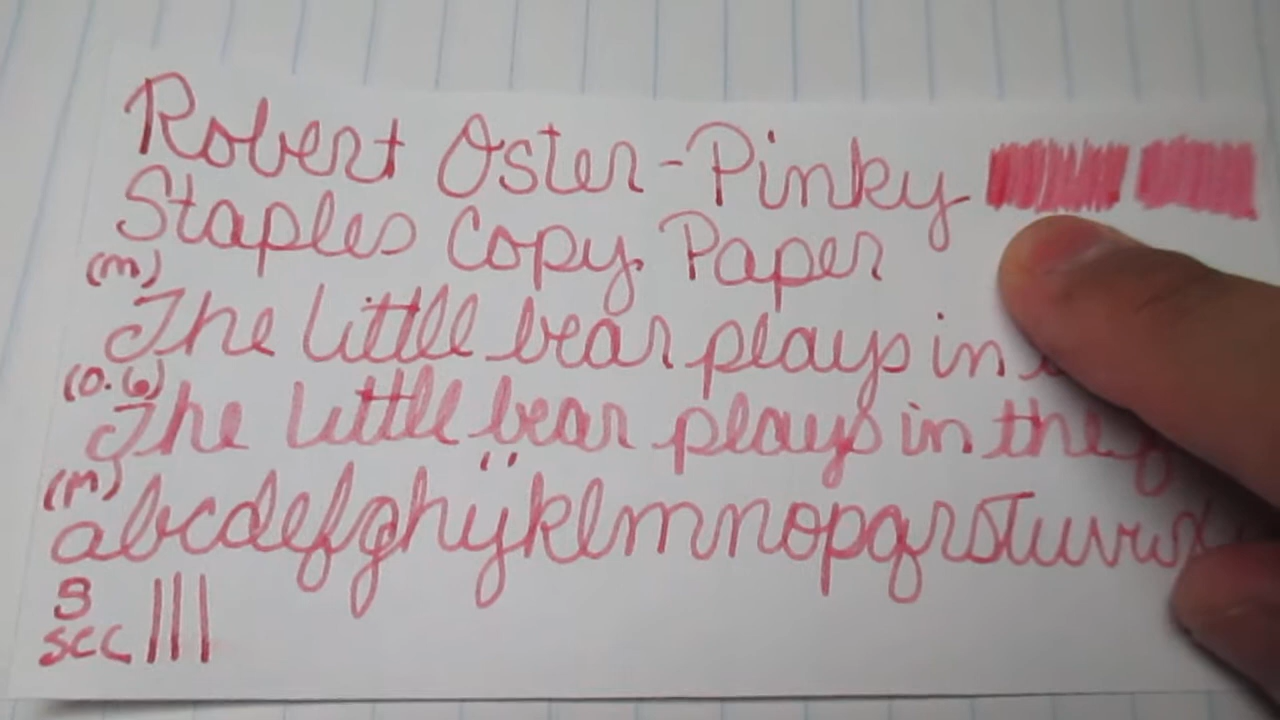 Robert Oster-Pinky
Staples Copy Paper
(m)
The little bear plays in
(0.6)
The little bear plays in the
(M)
abcdefghijklmnopqrstuvwx
3
sec